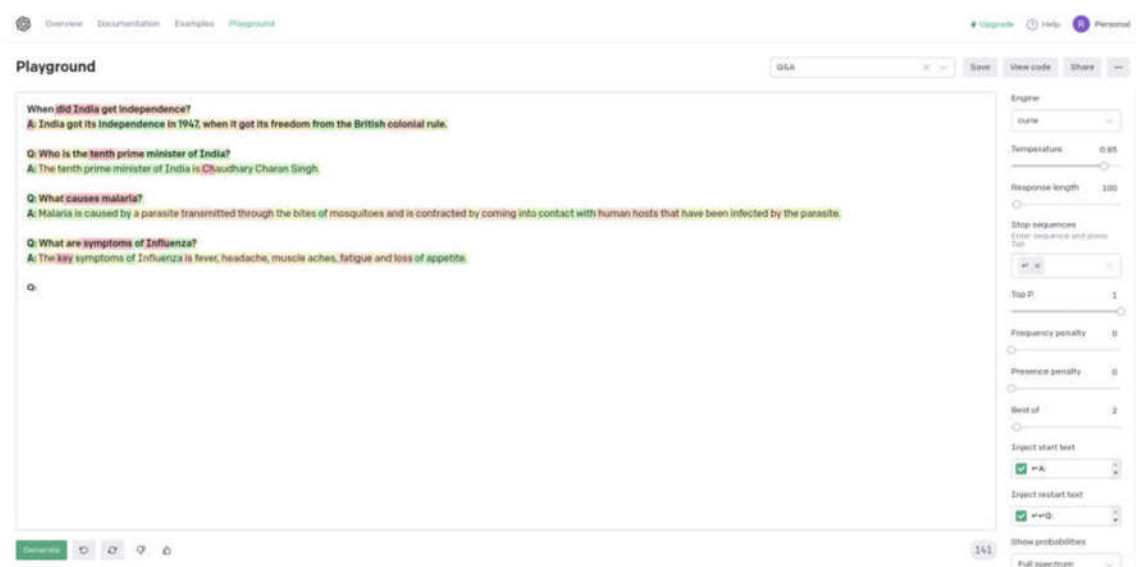 Overview Documentation Examples Playground
Upgrade Help R Personal
Playground
Q&A
Save View code Share ...
When did India get independence?
A: India got its independence in 1947, when it got its freedom from the British colonial rule.
Q: Who is the tenth prime minister of India?
A: The tenth prime minister of India is Chaudhary Charan Singh.
Q: What causes malaria?
A: Malaria is caused by a parasite transmitted through the bites of mosquitoes and is contracted by coming into contact with human hosts that have been infected by the parasite.
Q: What are symptoms of Influenza?
A: The key symptoms of Influenza is fever, headache, muscle aches, fatigue and loss of appetite.
Q:
Engine
curie
Temperature 0.85
Response length 100
Stop sequences
Enter sequence and press
Tab
↵ ×
Top P 1
Frequency penalty 0
Presence penalty 0
Best of 2
Inject start text
↵A:
Inject restart text
↵↵Q:
Show probabilities
Full spectrum
Generate
141